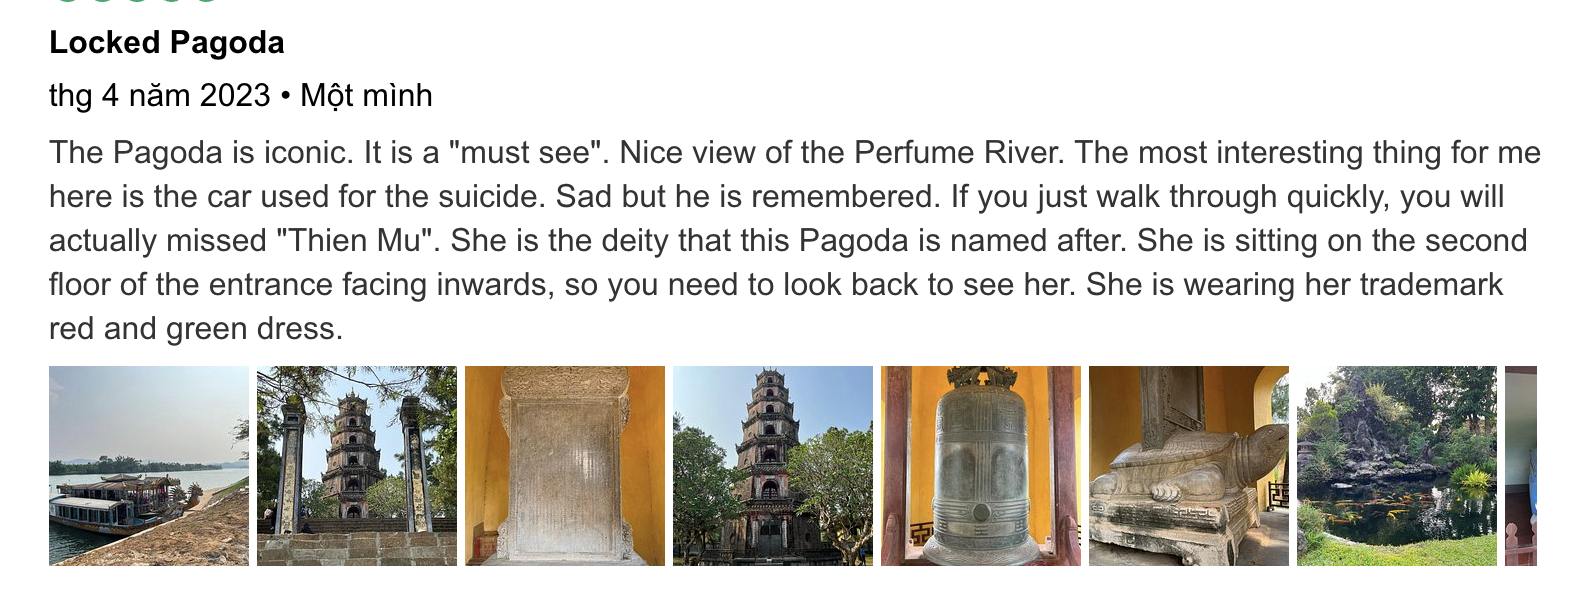 Locked Pagoda
thg 4 năm 2023 • Một mình
The Pagoda is iconic. It is a "must see". Nice view of the Perfume River. The most interesting thing for me
here is the car used for the suicide. Sad but he is remembered. If you just walk through quickly, you will
actually missed "Thien Mu". She is the deity that this Pagoda is named after. She is sitting on the second
floor of the entrance facing inwards, so you need to look back to see her. She is wearing her trademark
red and green dress.